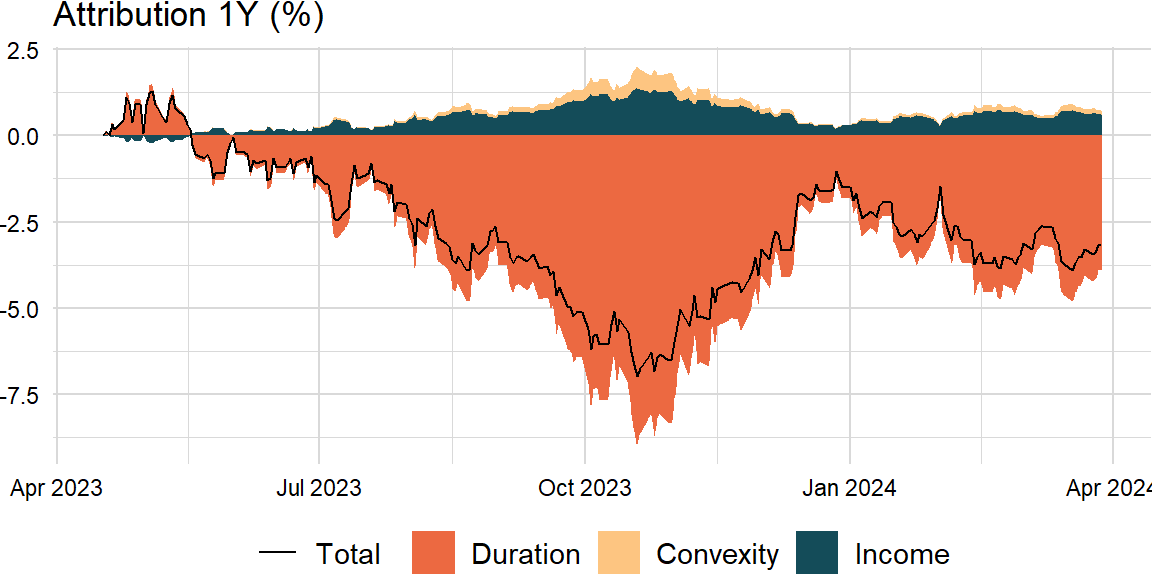 Attribution 1Y (%)
2.5
0.0
-2.5
-5.0
-7.5
Apr 2023 Jul 2023 Oct 2023 Jan 2024 Apr 2024
Total Duration Convexity Income